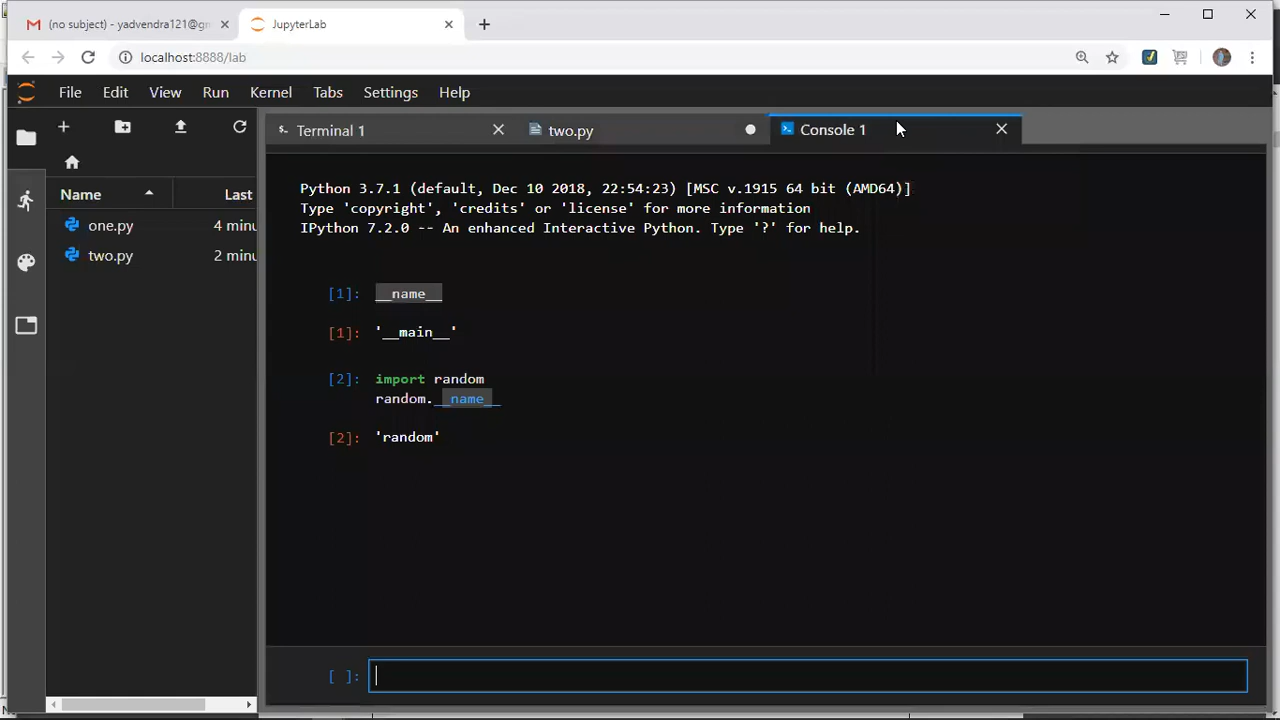 (no subject) - yadvendra121@gm
JupyterLab
localhost:8888/lab
File Edit View Run Kernel Tabs Settings Help
Terminal 1
two.py
Console 1
Name
Last
one.py
4 minu
two.py
2 minu
Python 3.7.1 (default, Dec 10 2018, 22:54:23) [MSC v.1915 64 bit (AMD64)]
Type 'copyright', 'credits' or 'license' for more information
IPython 7.2.0 -- An enhanced Interactive Python. Type '?' for help.
[1]: __name__
[1]: '__main__'
[2]: import random
random.__name__
[2]: 'random'
[ ]: